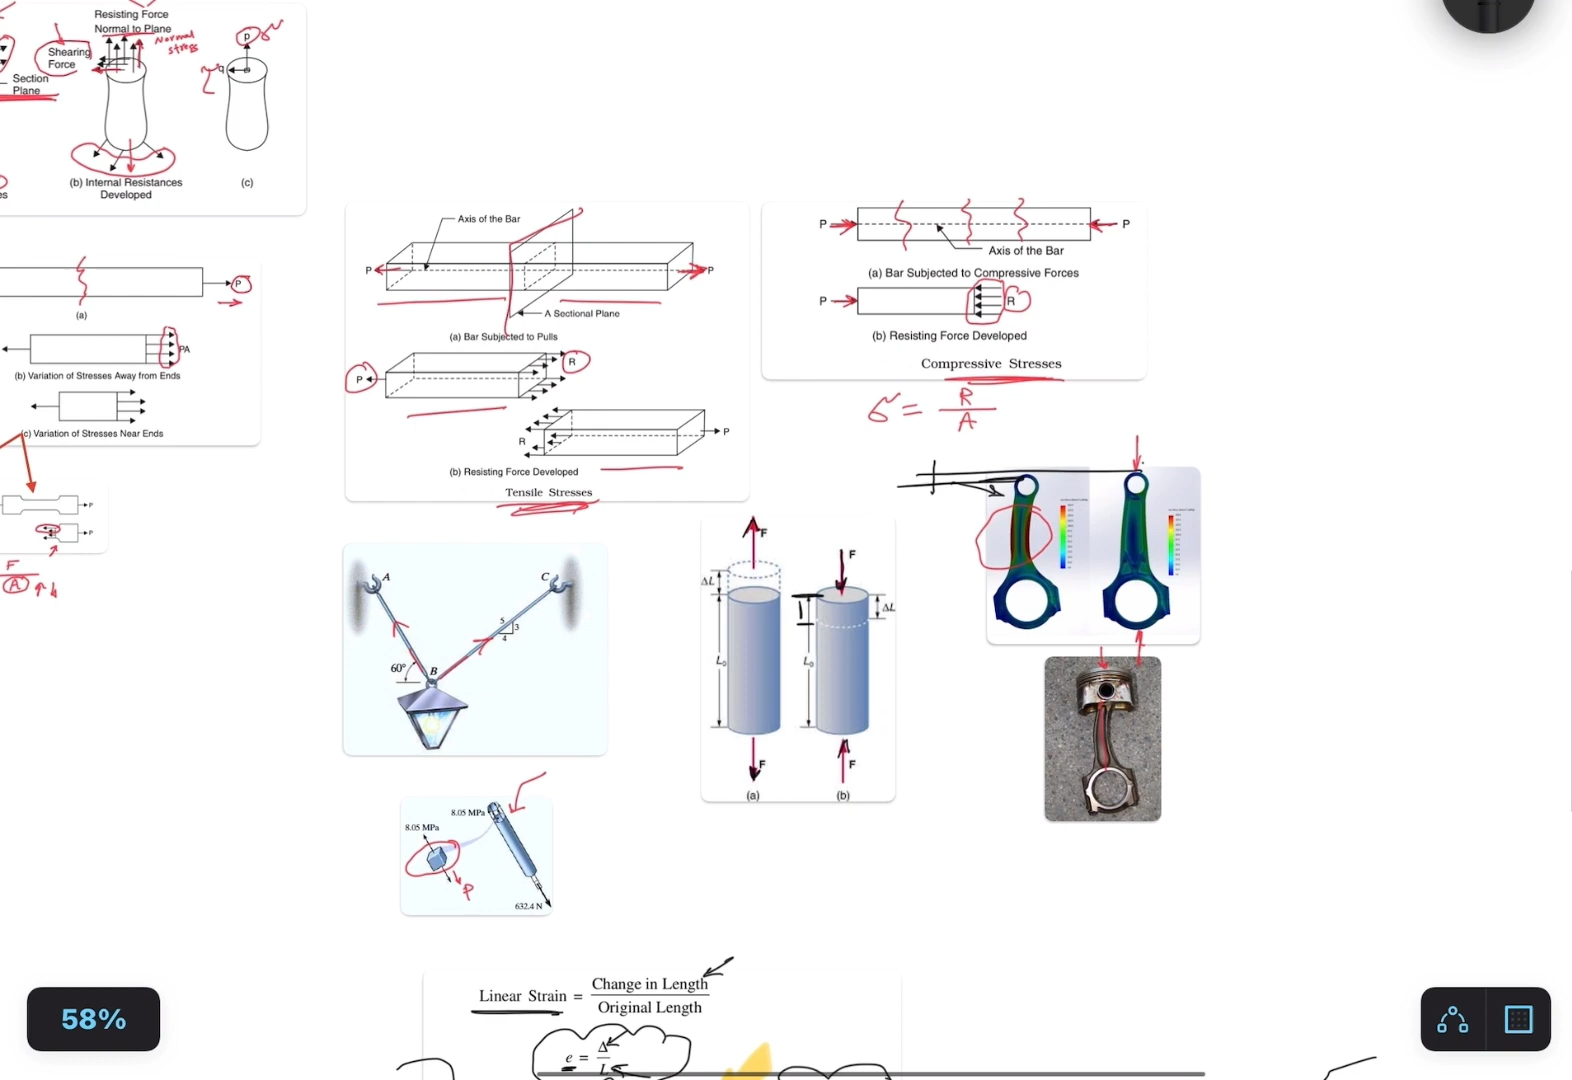 Resisting Force
Normal to Plane
Normal
stress
Shearing
Force
Section
Plane
P
q
(b) Internal Resistances
Developed
(c)
es
P
(a)
PA
(b) Variation of Stresses Away from Ends
(c) Variation of Stresses Near Ends
P
P
F
A
Axis of the Bar
P
P
A Sectional Plane
(a) Bar Subjected to Pulls
P
R
R
P
(b) Resisting Force Developed
Tensile Stresses
P
P
Axis of the Bar
(a) Bar Subjected to Compressive Forces
P
R
(b) Resisting Force Developed
Compressive Stresses
σ = R
A
A
C
5
3
4
60°
B
F
ΔL
L₀
F
(a)
F
ΔL
L₀
F
(b)
8.05 MPa
8.05 MPa
P
632.4 N
Linear Strain = Change in Length
Original Length
e = Δ
L
58%